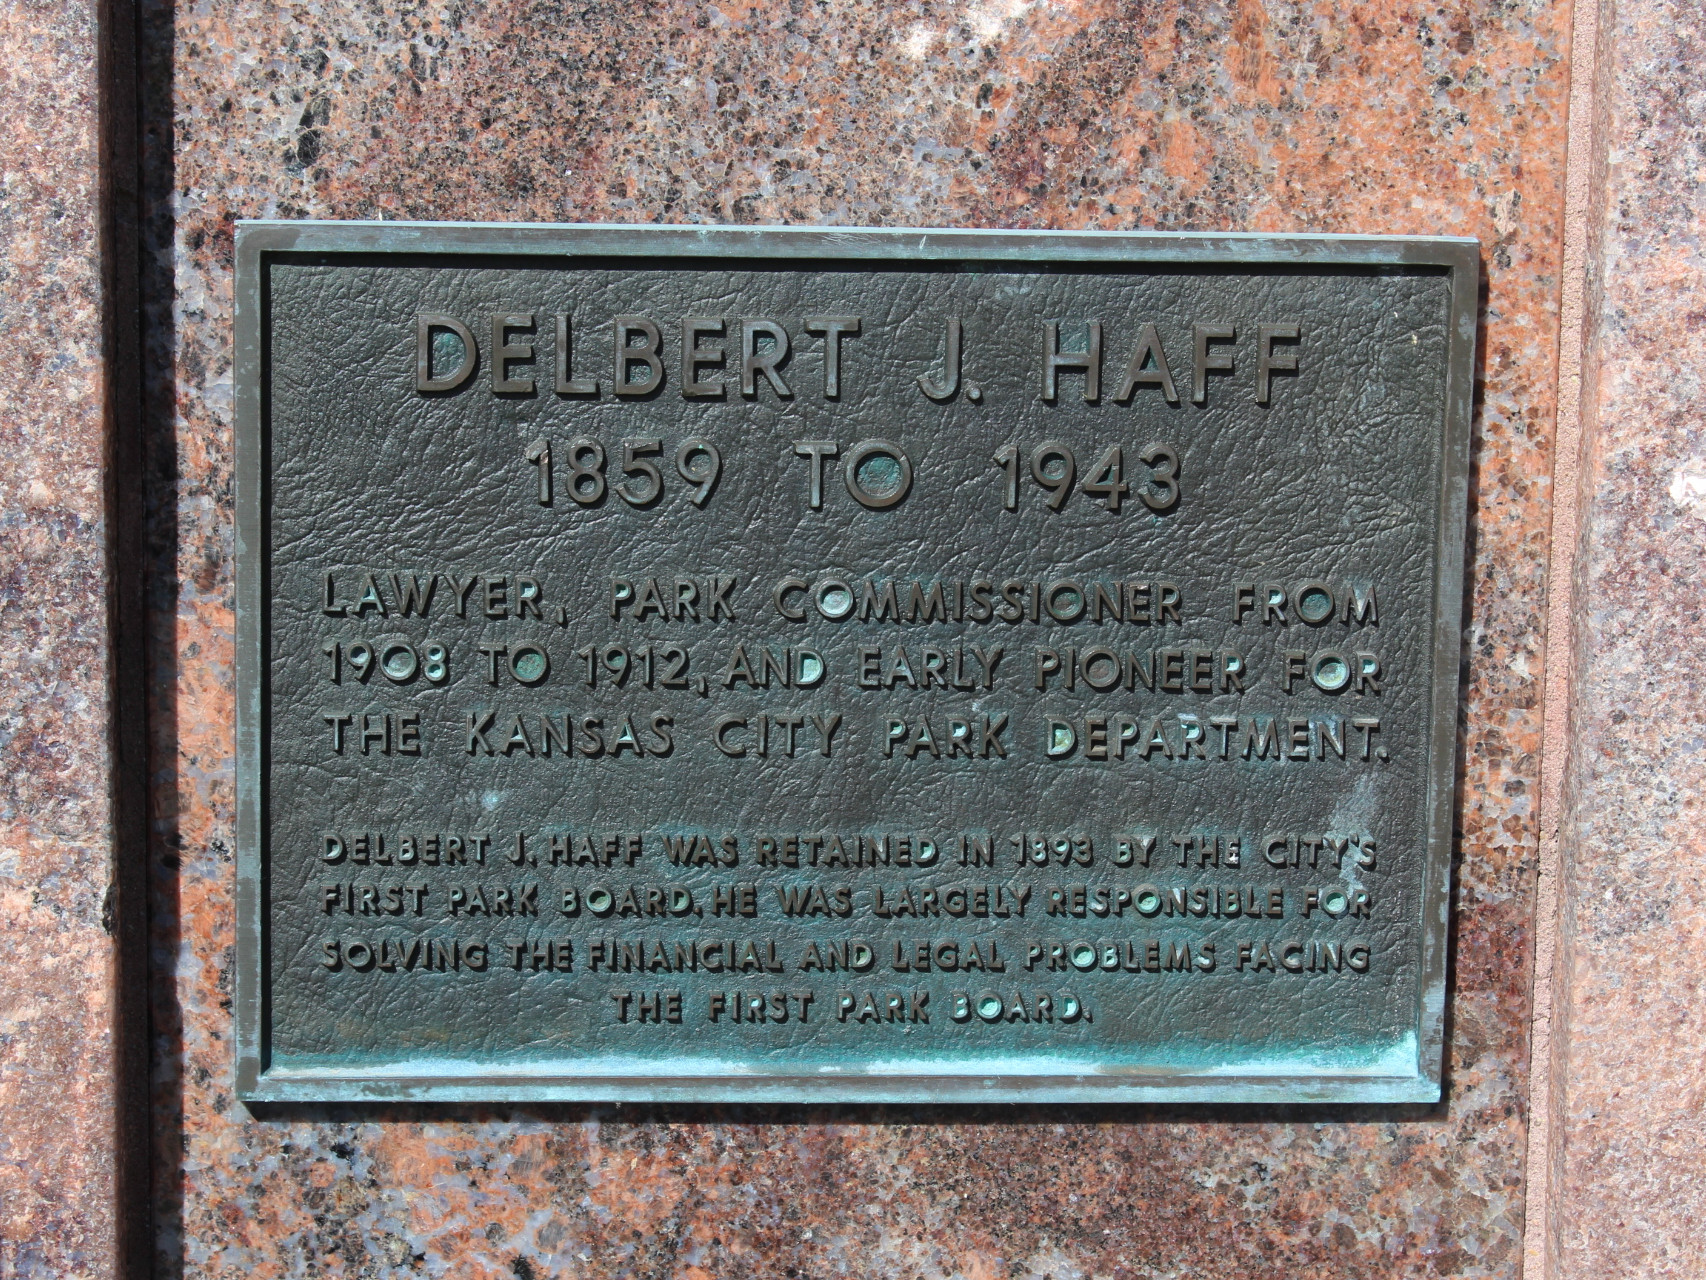 DELBERT J. HAFF
1859 TO 1943
LAWYER, PARK COMMISSIONER FROM
1908 TO 1912, AND EARLY PIONEER FOR
THE KANSAS CITY PARK DEPARTMENT.
DELBERT J. HAFF WAS RETAINED IN 1893 BY THE CITY'S
FIRST PARK BOARD. HE WAS LARGELY RESPONSIBLE FOR
SOLVING THE FINANCIAL AND LEGAL PROBLEMS FACING
THE FIRST PARK BOARD.